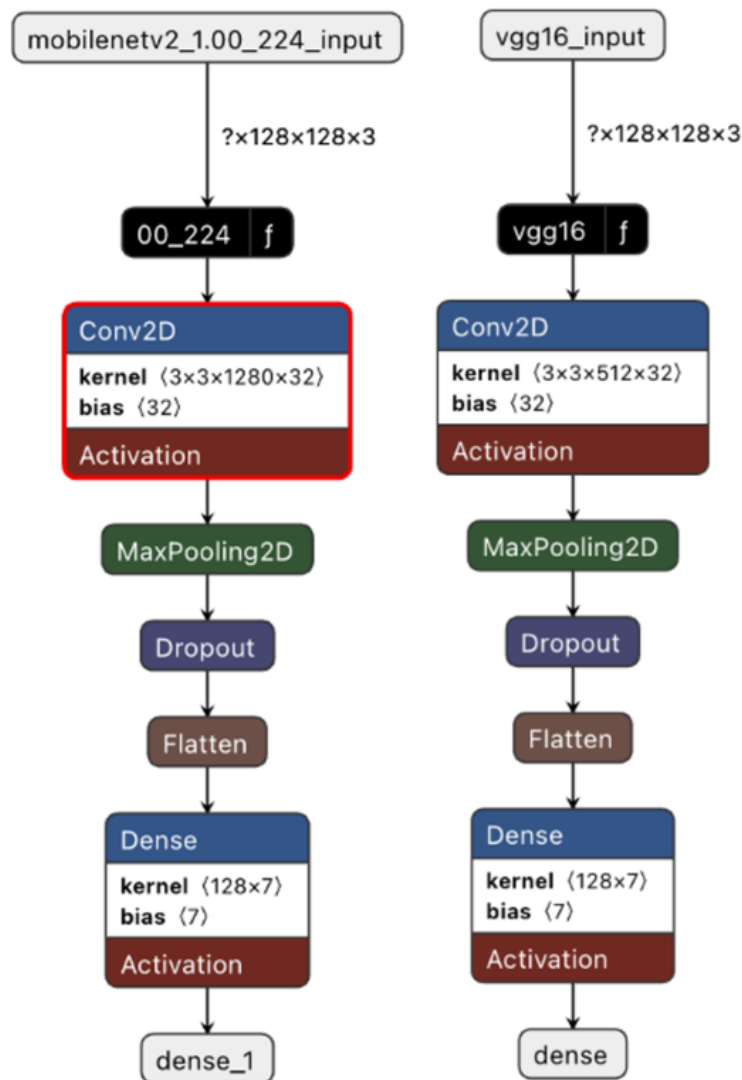 mobilenetv2_1.00_224_input
?×128×128×3
00_224 ƒ
Conv2D
kernel ⟨3×3×1280×32⟩
bias ⟨32⟩
Activation
MaxPooling2D
Dropout
Flatten
Dense
kernel ⟨128×7⟩
bias ⟨7⟩
Activation
dense_1
vgg16_input
?×128×128×3
vgg16 ƒ
Conv2D
kernel ⟨3×3×512×32⟩
bias ⟨32⟩
Activation
MaxPooling2D
Dropout
Flatten
Dense
kernel ⟨128×7⟩
bias ⟨7⟩
Activation
dense